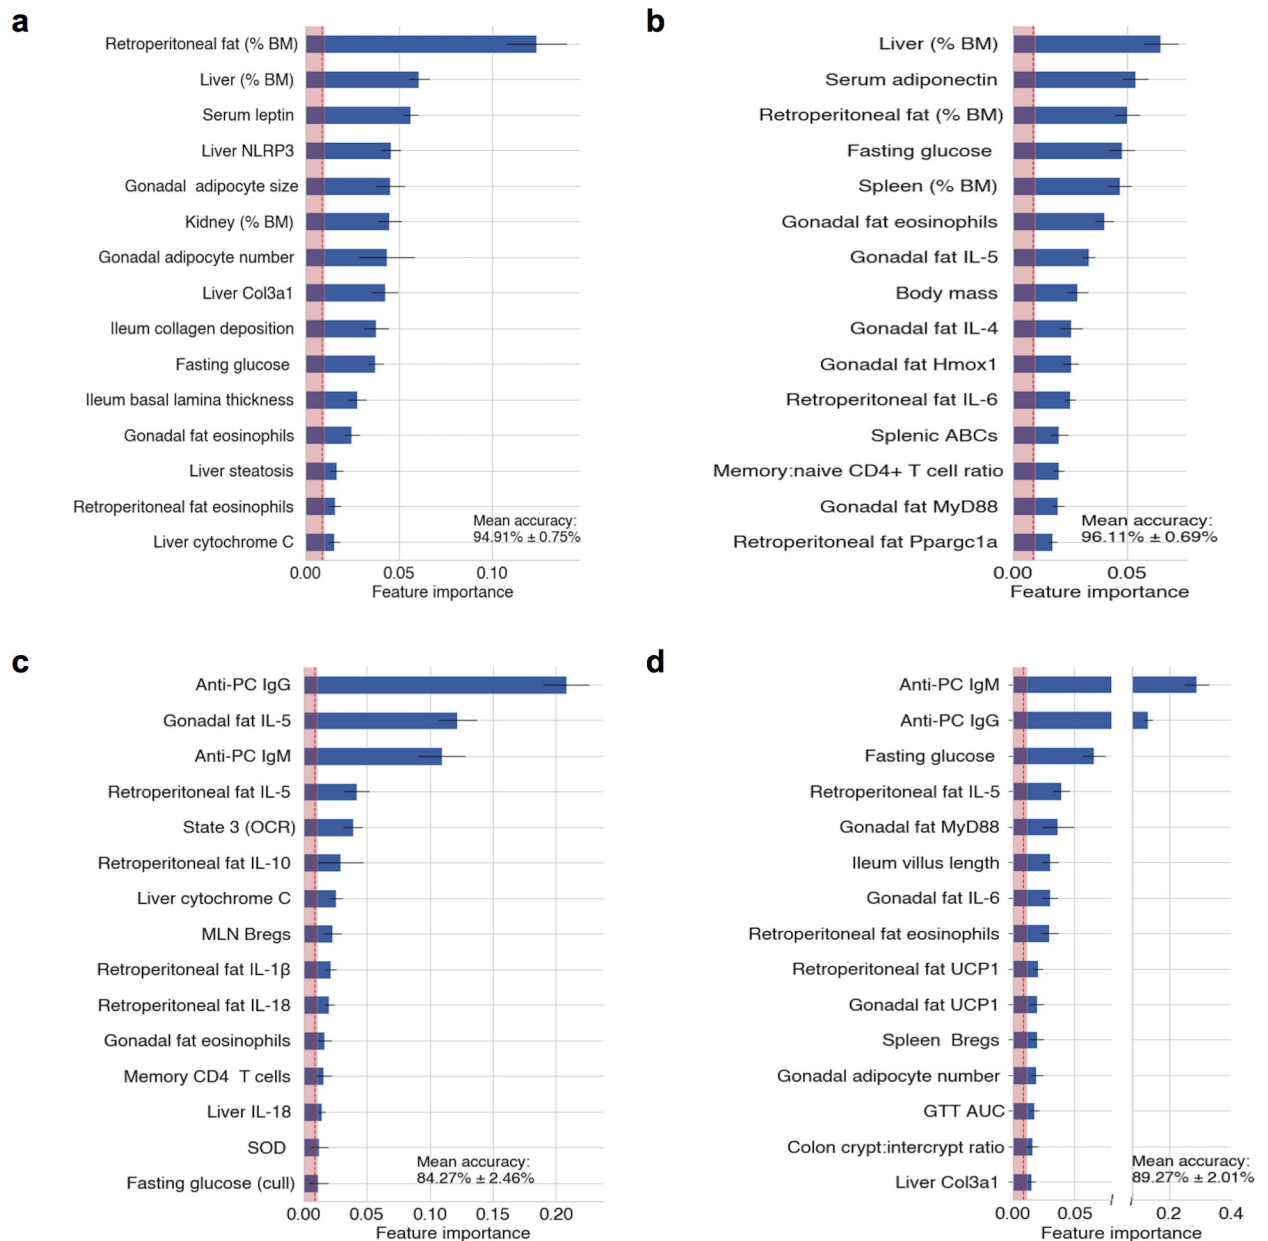 a
Retroperitoneal fat (% BM)
Liver (% BM)
Serum leptin
Liver NLRP3
Gonadal adipocyte size
Kidney (% BM)
Gonadal adipocyte number
Liver Col3a1
Ileum collagen deposition
Fasting glucose
Ileum basal lamina thickness
Gonadal fat eosinophils
Liver steatosis
Retroperitoneal fat eosinophils
Liver cytochrome C
Mean accuracy:
94.91% ± 0.75%
0.00 0.05 0.10
Feature importance
b
Liver (% BM)
Serum adiponectin
Retroperitoneal fat (% BM)
Fasting glucose
Spleen (% BM)
Gonadal fat eosinophils
Gonadal fat IL-5
Body mass
Gonadal fat IL-4
Gonadal fat Hmox1
Retroperitoneal fat IL-6
Splenic ABCs
Memory:naive CD4+ T cell ratio
Gonadal fat MyD88
Retroperitoneal fat Ppargc1a
Mean accuracy:
96.11% ± 0.69%
0.00 0.05
Feature importance
c
Anti-PC IgG
Gonadal fat IL-5
Anti-PC IgM
Retroperitoneal fat IL-5
State 3 (OCR)
Retroperitoneal fat IL-10
Liver cytochrome C
MLN Bregs
Retroperitoneal fat IL-1β
Retroperitoneal fat IL-18
Gonadal fat eosinophils
Memory CD4 T cells
Liver IL-18
SOD
Fasting glucose (cull)
Mean accuracy:
84.27% ± 2.46%
0.00 0.05 0.10 0.15 0.20
Feature importance
d
Anti-PC IgM
Anti-PC IgG
Fasting glucose
Retroperitoneal fat IL-5
Gonadal fat MyD88
Ileum villus length
Gonadal fat IL-6
Retroperitoneal fat eosinophils
Retroperitoneal fat UCP1
Gonadal fat UCP1
Spleen Bregs
Gonadal adipocyte number
GTT AUC
Colon crypt:intercrypt ratio
Liver Col3a1
Mean accuracy:
89.27% ± 2.01%
0.00 0.05 0.2 0.4
Feature importance